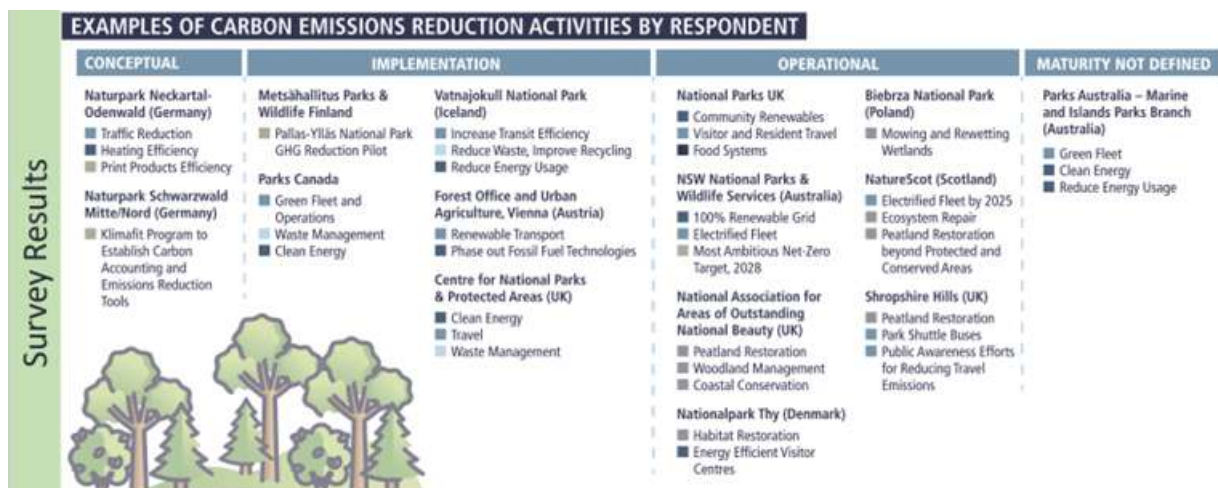 EXAMPLES OF CARBON EMISSIONS REDUCTION ACTIVITIES BY RESPONDENT
Survey Results
CONCEPTUAL
Naturpark Neckartal-
Odenwald (Germany)
Traffic Reduction
Heating Efficiency
Print Products Efficiency
Naturpark Schwarzwald
Mitte/Nord (Germany)
Klimafit Program to
Establish Carbon
Accounting and
Emissions Reduction
Tools
IMPLEMENTATION
Metsähallitus Parks &
Wildlife Finland
Pallas-Ylläs National Park
GHG Reduction Pilot
Parks Canada
Green Fleet and
Operations
Waste Management
Clean Energy
Vatnajokull National Park
(Iceland)
Increase Transit Efficiency
Reduce Waste, Improve Recycling
Reduce Energy Usage
Forest Office and Urban
Agriculture, Vienna (Austria)
Renewable Transport
Phase out Fossil Fuel Technologies
Centre for National Parks
& Protected Areas (UK)
Clean Energy
Travel
Waste Management
OPERATIONAL
National Parks UK
Community Renewables
Visitor and Resident Travel
Food Systems
NSW National Parks &
Wildlife Services (Australia)
100% Renewable Grid
Electrified Fleet
Most Ambitious Net-Zero
Target, 2028
National Association for
Areas of Outstanding
National Beauty (UK)
Peatland Restoration
Woodland Management
Coastal Conservation
Nationalpark Thy (Denmark)
Habitat Restoration
Energy Efficient Visitor
Centres
Biebrza National Park
(Poland)
Mowing and Rewetting
Wetlands
NatureScot (Scotland)
Electrified Fleet by 2025
Ecosystem Repair
Peatland Restoration
beyond Protected and
Conserved Areas
Shropshire Hills (UK)
Peatland Restoration
Park Shuttle Buses
Public Awareness Efforts
for Reducing Travel
Emissions
MATURITY NOT DEFINED
Parks Australia – Marine
and Islands Parks Branch
(Australia)
Green Fleet
Clean Energy
Reduce Energy Usage